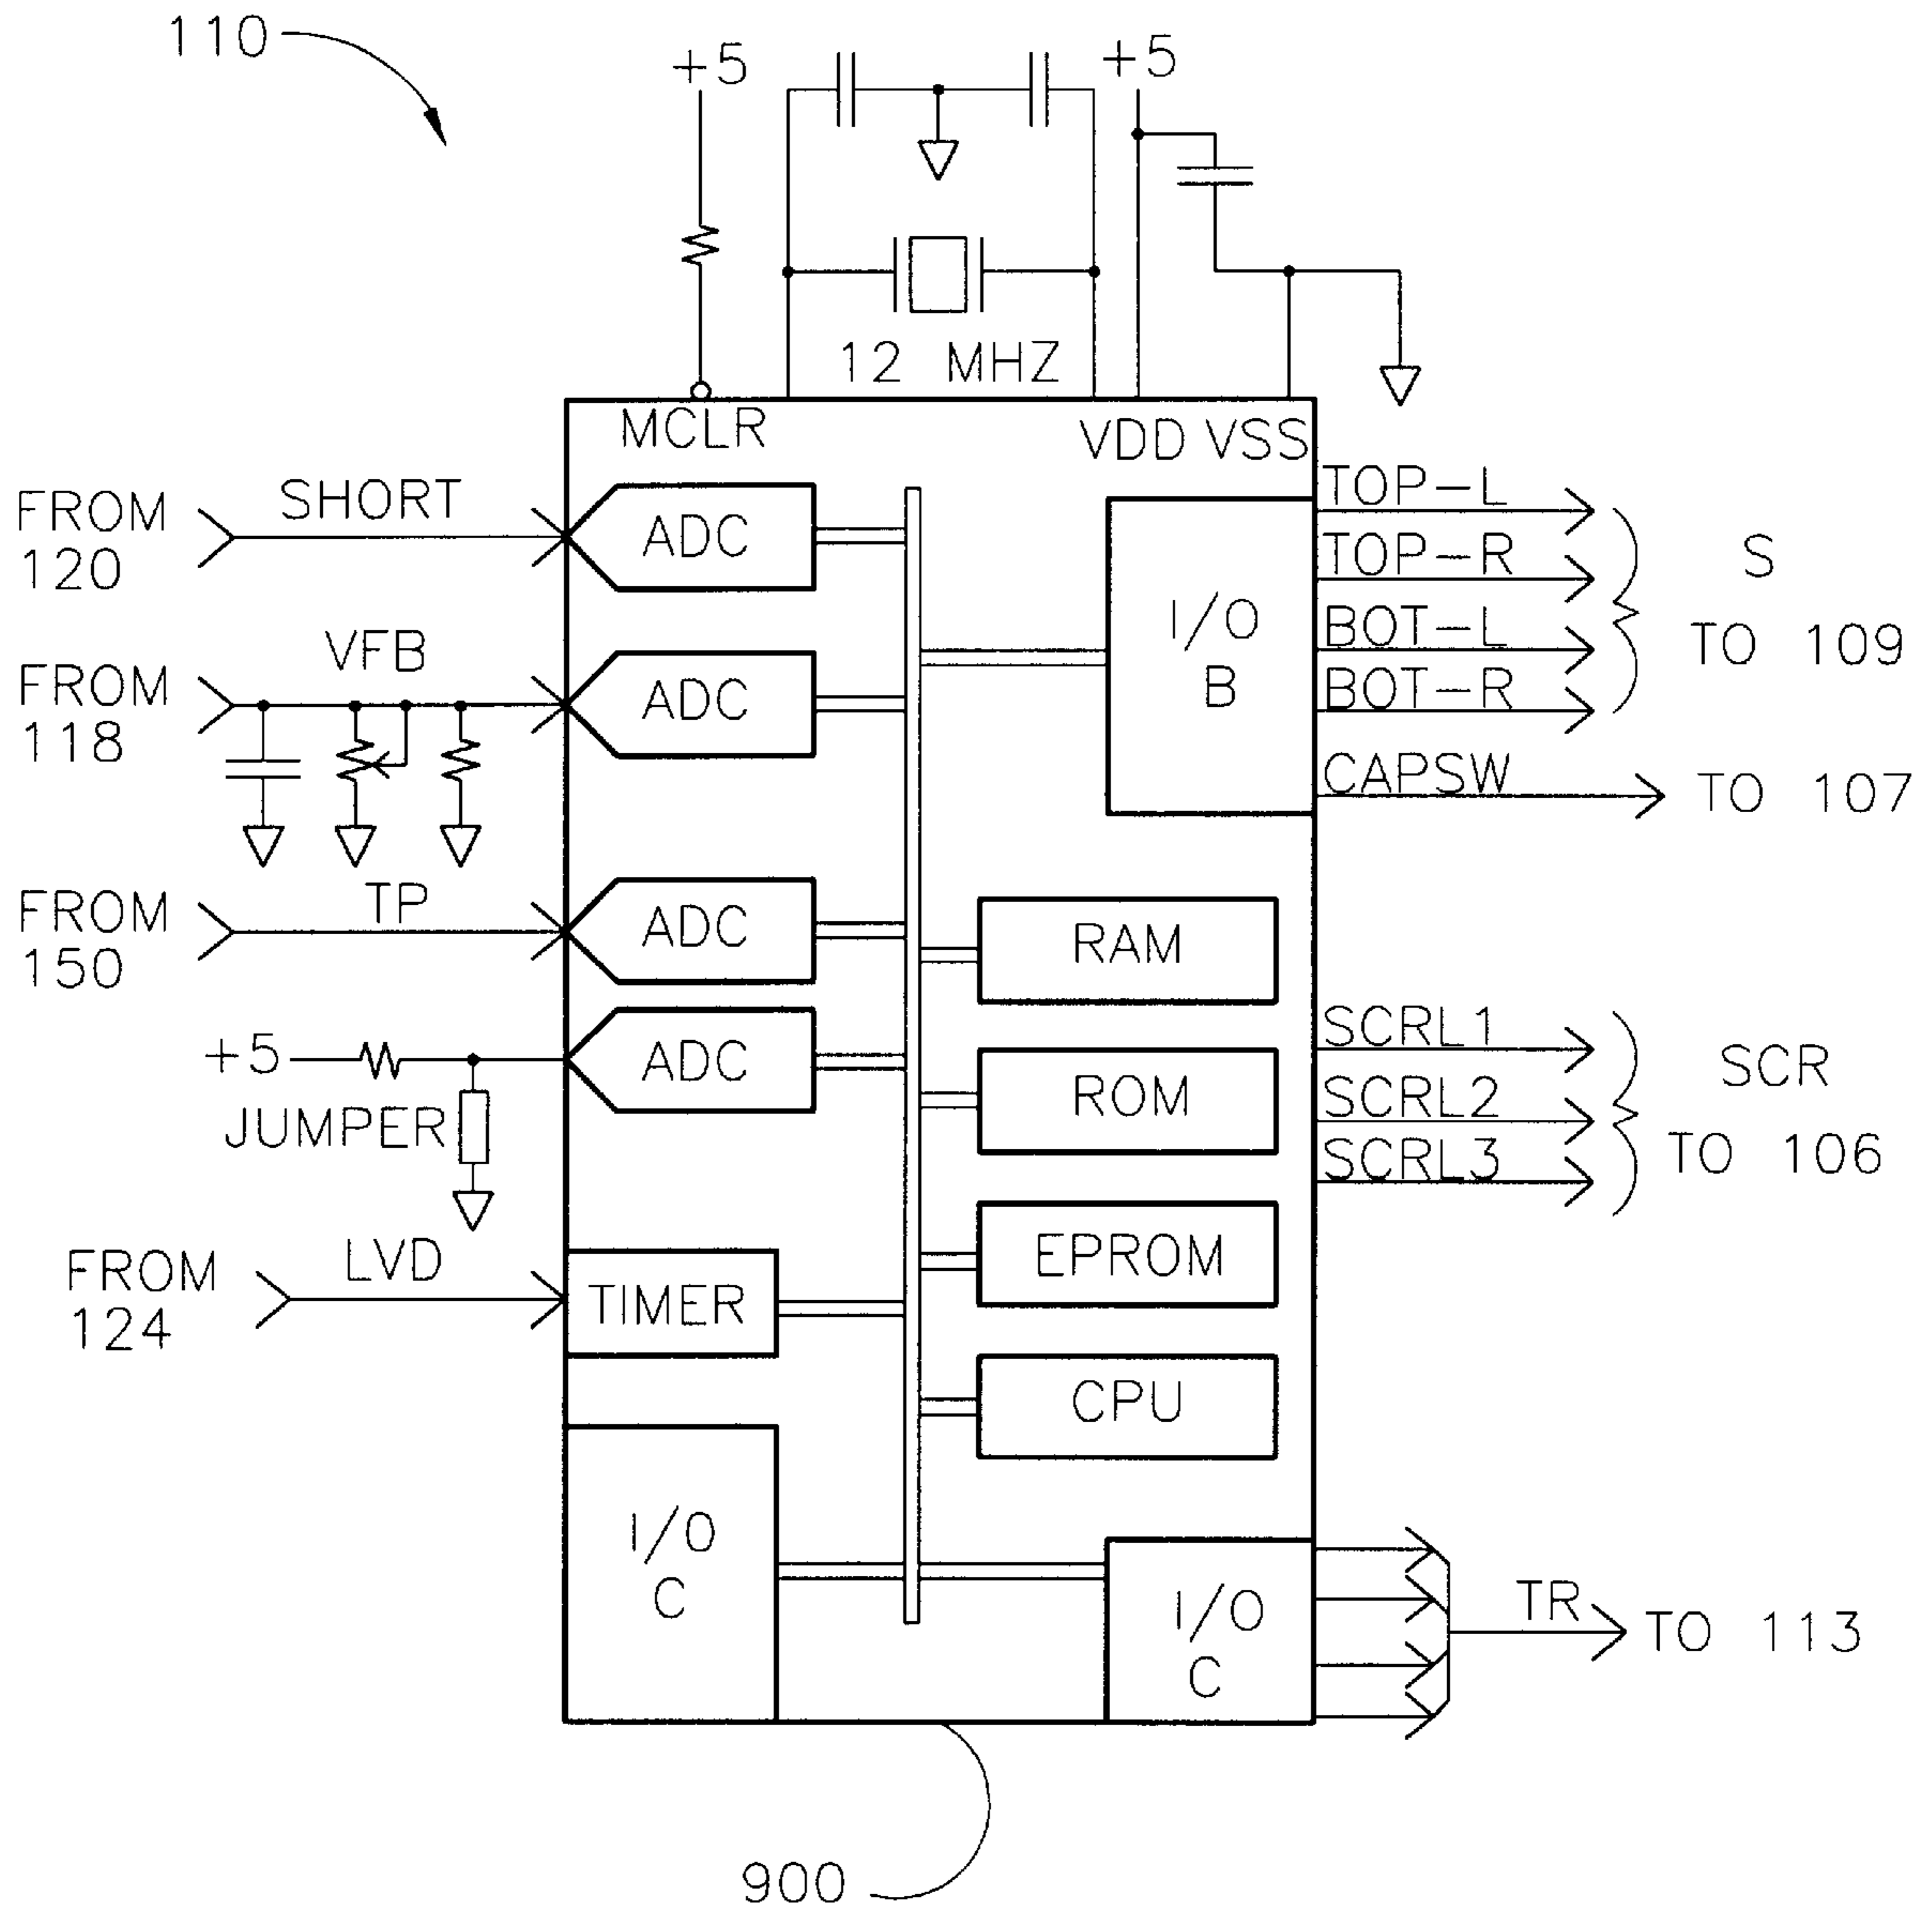 110
+5
+5
12 MHZ
MCLR
VDD VSS
FROM
120
SHORT
ADC
TOP-L
TOP-R
BOT-L
BOT-R
S
TO 109
I/O
B
FROM
118
VFB
ADC
CAPSW
TO 107
FROM
150
TP
ADC
RAM
+5
JUMPER
ADC
ROM
SCRL1
SCRL2
SCRL3
SCR
TO 106
FROM
124
LVD
TIMER
EPROM
CPU
I/O
C
I/O
C
TR
TO 113
900